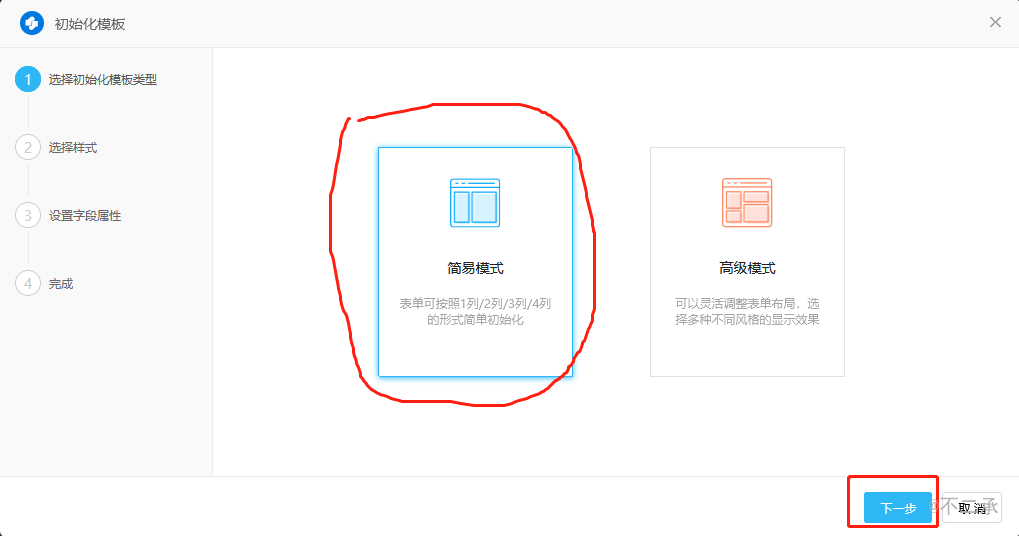 初始化模板
1 选择初始化模板类型
2 选择样式
3 设置字段属性
4 完成
简易模式
表单可按照1列/2列/3列/4列
的形式简单初始化
高级模式
可以灵活调整表单布局，选
择多种不同风格的显示效果
下一步
取消
@不二承